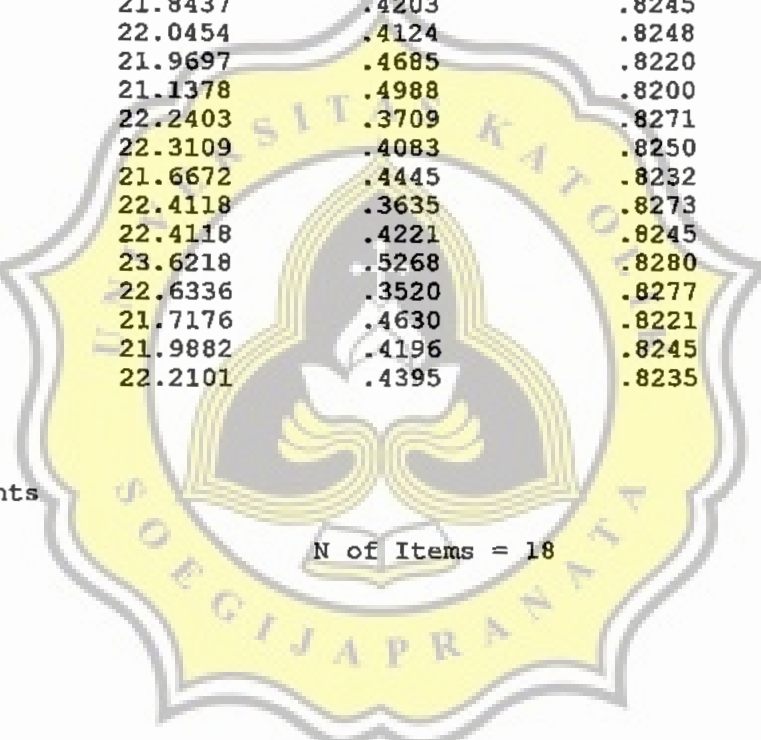 21.8437 .4203 .8245
22.0454 .4124 .8248
21.9697 .4685 .8220
21.1378 .4988 .8200
22.2403 .3709 .8271
22.3109 .4083 .8250
21.6672 .4445 .8232
22.4118 .3635 .8273
22.4118 .4221 .8245
23.6218 .5268 .8280
22.6336 .3520 .8277
21.7176 .4630 .8221
21.9882 .4196 .8245
22.2101 .4395 .8235
nts
N of Items = 18
UNIVERSITAS KATOLIK
SOEGIJAPRANATA